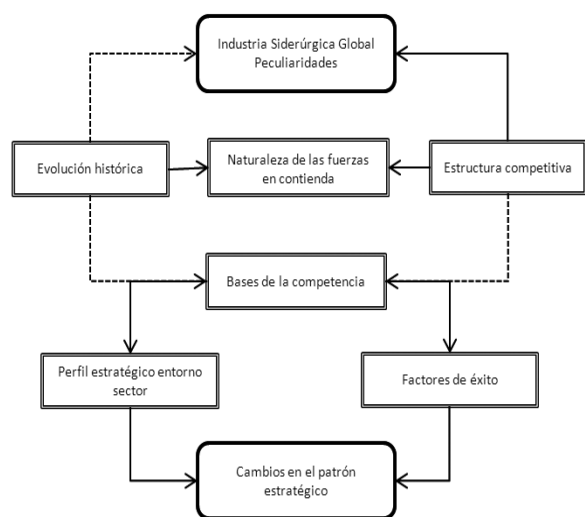 Industria Siderúrgica Global
Peculiaridades
Evolución histórica
Naturaleza de las fuerzas
en contienda
Estructura competitiva
Bases de la competencia
Perfil estratégico entorno
sector
Factores de éxito
Cambios en el patrón
estratégico